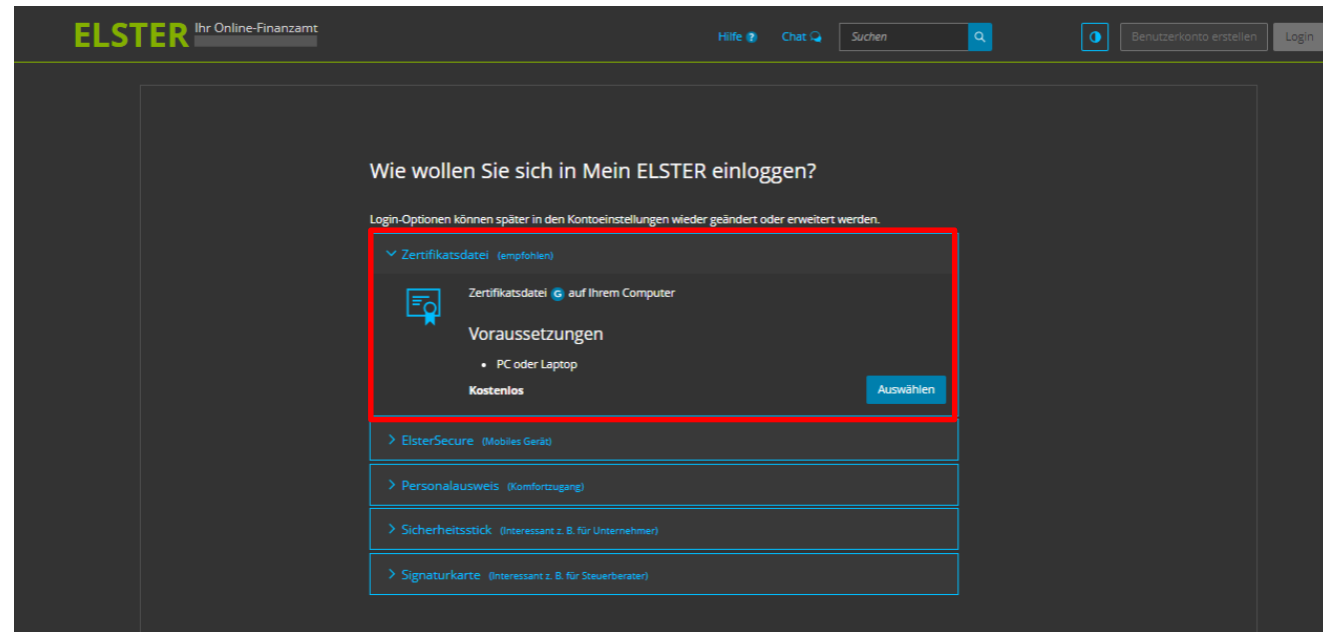 ELSTER Ihr Online-Finanzamt
Hilfe ? Chat Suchen Benutzerkonto erstellen Login
Wie wollen Sie sich in Mein ELSTER einloggen?
Login-Optionen können später in den Kontoeinstellungen wieder geändert oder erweitert werden.
Zertifikatsdatei (empfohlen)
Zertifikatsdatei G auf Ihrem Computer
Voraussetzungen
• PC oder Laptop
Kostenlos
Auswählen
ElsterSecure (Mobiles Gerät)
Personalausweis (Komfortzugang)
Sicherheitsstick (Interessant z. B. für Unternehmer)
Signaturkarte (Interessant z. B. für Steuerberater)